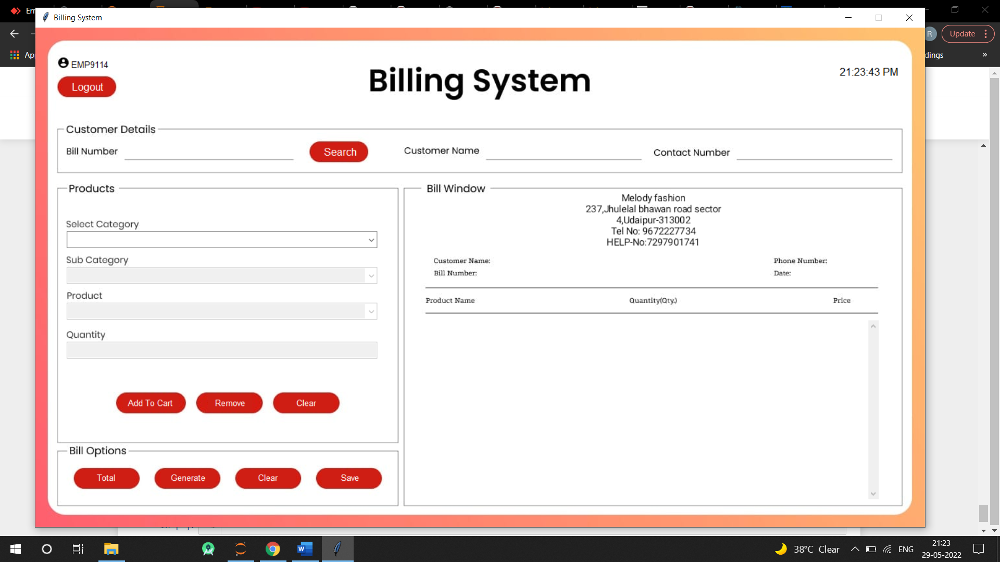 Err
Billing System
R
Update
App
dings
»
EMP9114
Logout
Billing System
21:23:43 PM
Customer Details
Bill Number
Search
Customer Name
Contact Number
Products
Select Category
Sub Category
Product
Quantity
Add To Cart
Remove
Clear
Bill Options
Total
Generate
Clear
Save
Bill Window
Melody fashion
237,Jhulelal bhawan road sector
4,Udaipur-313002
Tel No: 9672227734
HELP-No:7297901741
Customer Name:
Phone Number:
Bill Number:
Date:
Product Name
Quantity(Qty.)
Price
38°C Clear
ENG
21:23
29-05-2022